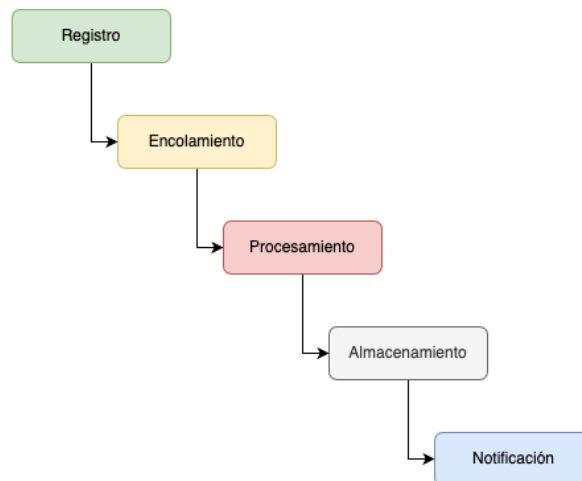 Registro
Encolamiento
Procesamiento
Almacenamiento
Notificación